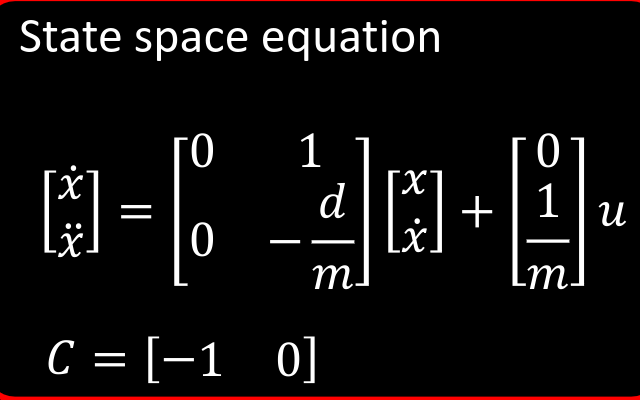 State space equation
[ẋ; ẍ] = [0 1; 0 −d/m] [x; ẋ] + [0; 1/m] u
C = [−1 0]